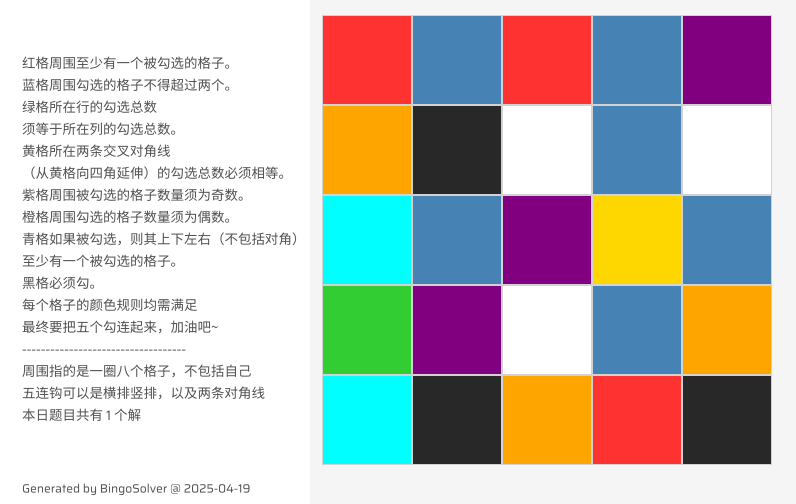 红格周围至少有一个被勾选的格子。
蓝格周围勾选的格子不得超过两个。
绿格所在行的勾选总数
须等于所在列的勾选总数。
黄格所在两条交叉对角线
（从黄格向四角延伸）的勾选总数必须相等。
紫格周围被勾选的格子数量须为奇数。
橙格周围勾选的格子数量须为偶数。
青格如果被勾选，则其上下左右（不包括对角）
至少有一个被勾选的格子。
黑格必须勾。
每个格子的颜色规则均需满足
最终要把五个勾连起来，加油吧~
-----------------------------------
周围指的是一圈八个格子，不包括自己
五连钩可以是横排竖排，以及两条对角线
本日题目共有1个解
Generated by BingoSolver @ 2025-04-19